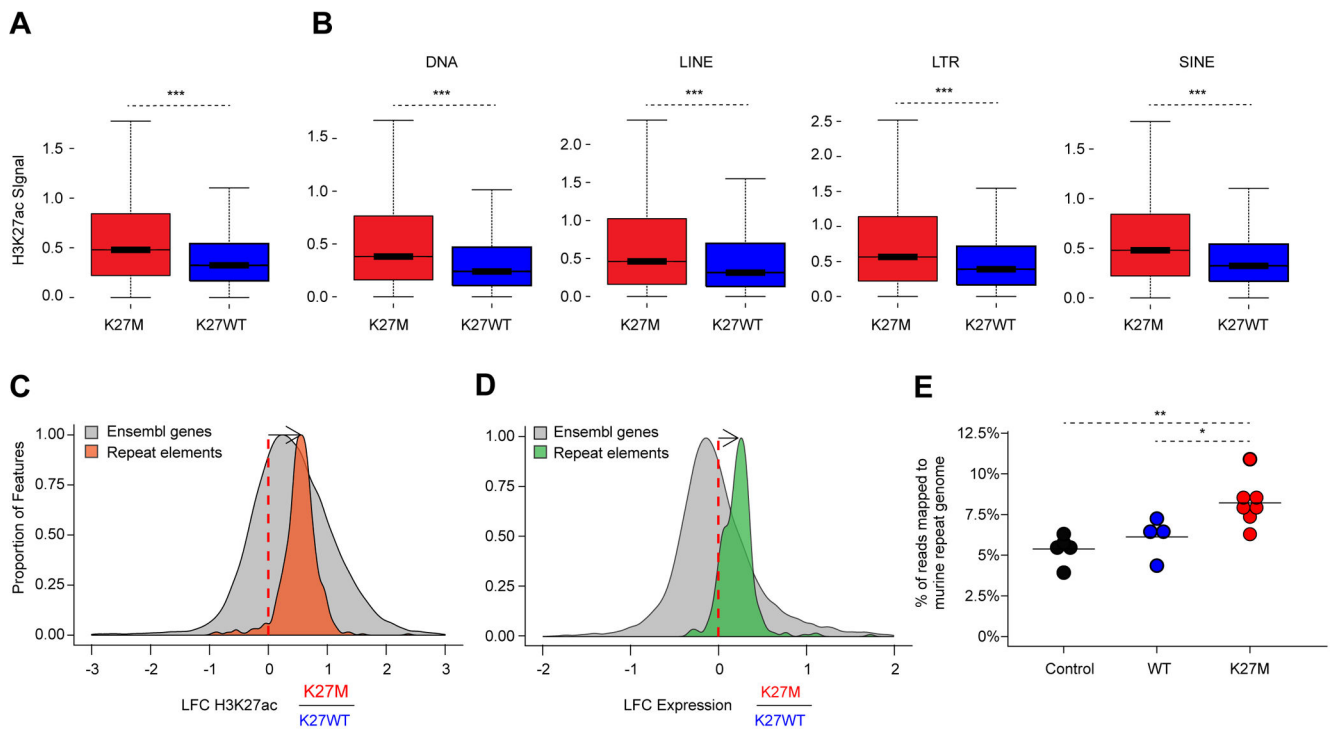 A
B
DNA
LINE
LTR
SINE
***
***
***
***
***
H3K27ac SIgnal
1.5
1.0
0.5
0.0
K27M
K27WT
1.5
1.0
0.5
0.0
K27M
K27WT
2.0
1.5
1.0
0.5
0.0
K27M
K27WT
2.5
2.0
1.5
1.0
0.5
0.0
K27M
K27WT
1.5
1.0
0.5
0.0
K27M
K27WT
C
Ensembl genes
Repeat elements
Proportion of Features
1.00
0.75
0.50
0.25
0.00
-3
-2
-1
0
1
2
3
LFC H3K27ac
K27M
K27WT
D
Ensembl genes
Repeat elements
1.00
0.75
0.50
0.25
0.00
-2
-1
0
1
2
LFC Expression
K27M
K27WT
E
**
*
% of reads mapped to
murine repeat genome
12.5%
10%
7.5%
5%
2.5%
0%
Control
WT
K27M